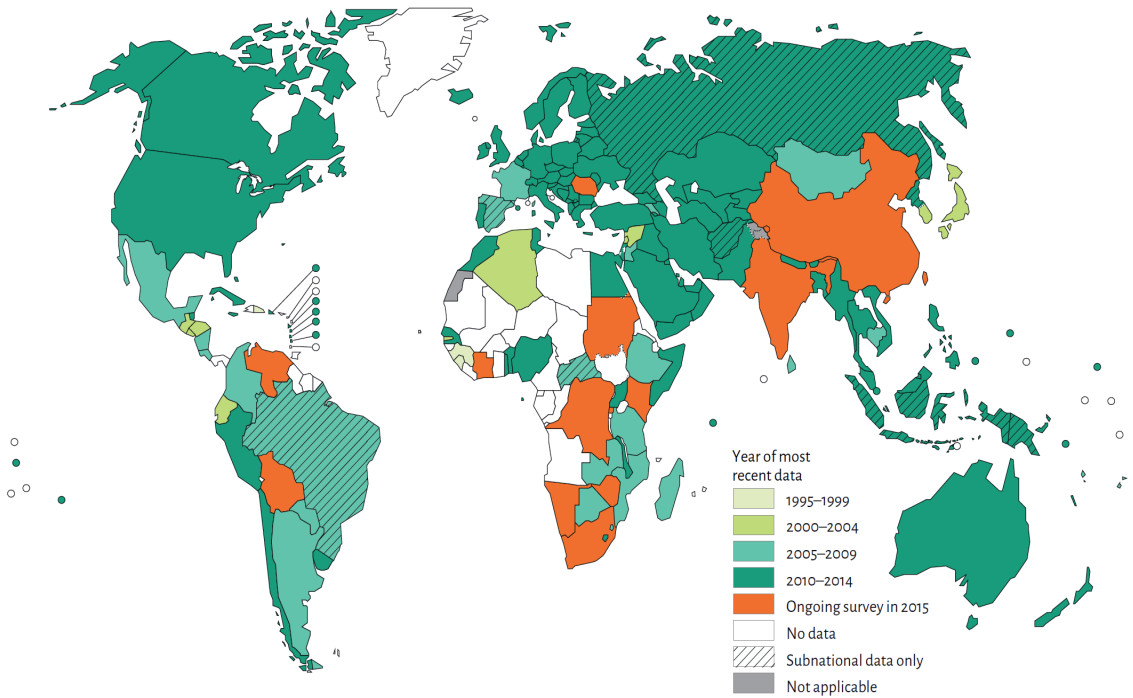 Year of most
recent data
1995–1999
2000–2004
2005–2009
2010–2014
Ongoing survey in 2015
No data
Subnational data only
Not applicable